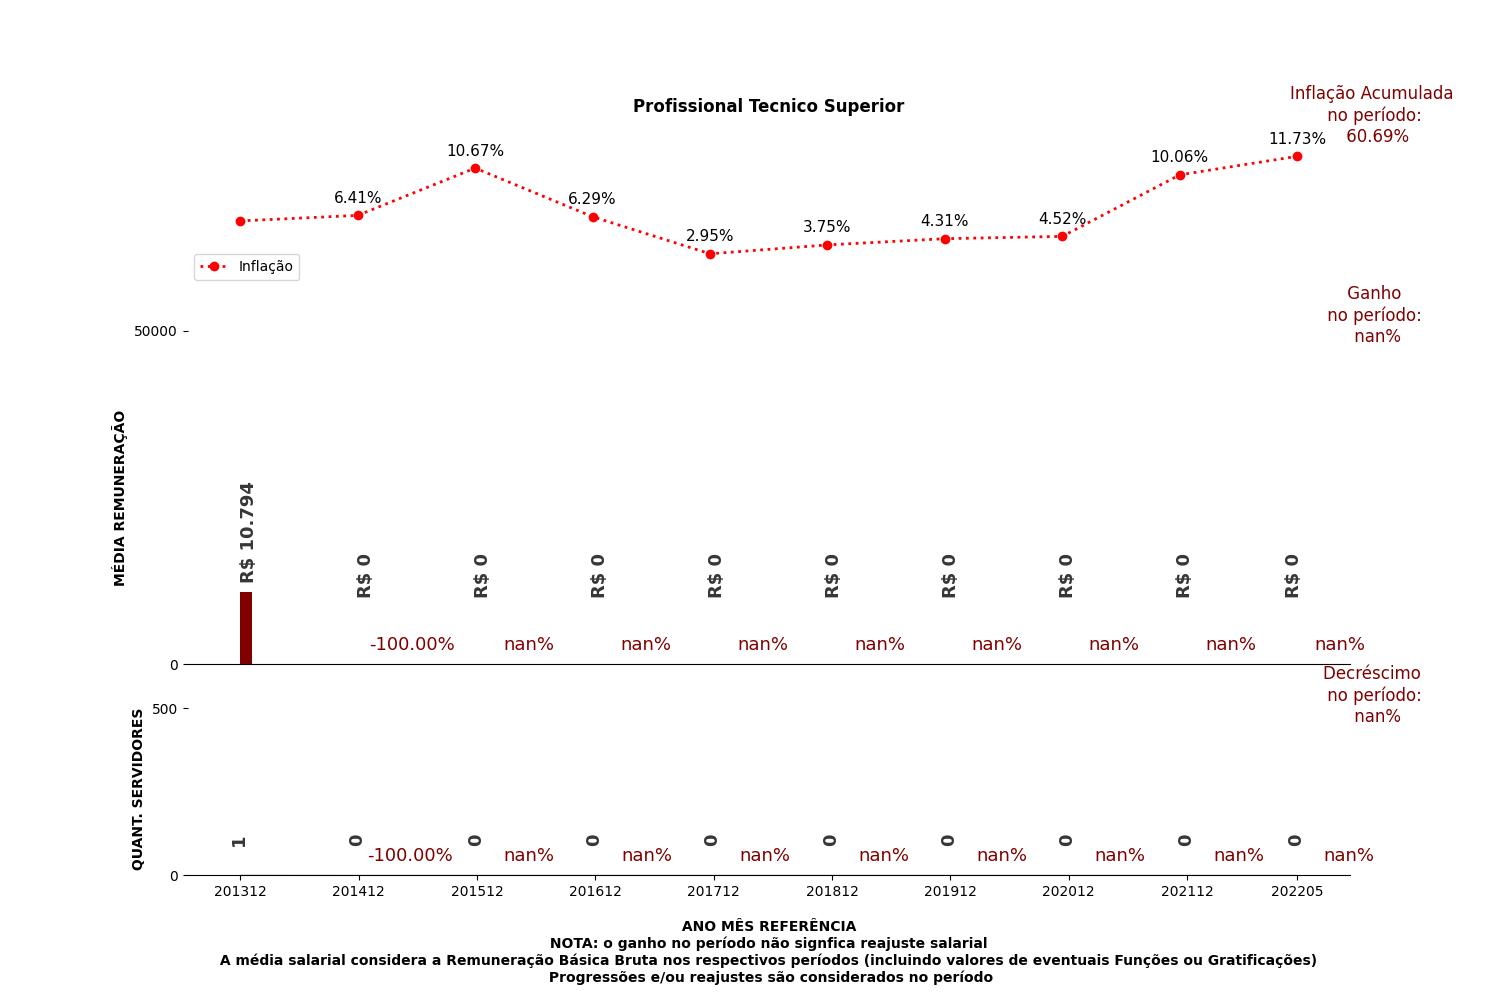 Profissional Tecnico Superior
Inflação Acumulada
no período:
60.69%
6.41%
10.67%
6.29%
2.95%
3.75%
4.31%
4.52%
10.06%
11.73%
Inflação
Ganho
no período:
nan%
50000
0
MÉDIA REMUNERAÇÃO
R$ 10.794
R$ 0
R$ 0
R$ 0
R$ 0
R$ 0
R$ 0
R$ 0
R$ 0
R$ 0
-100.00%
nan%
nan%
nan%
nan%
nan%
nan%
nan%
nan%
Decréscimo
no período:
nan%
500
0
QUANT. SERVIDORES
1
0
0
0
0
0
0
0
0
0
-100.00%
nan%
nan%
nan%
nan%
nan%
nan%
nan%
nan%
201312
201412
201512
201612
201712
201812
201912
202012
202112
202205
ANO MÊS REFERÊNCIA
NOTA: o ganho no período não signfica reajuste salarial
A média salarial considera a Remuneração Básica Bruta nos respectivos períodos (incluindo valores de eventuais Funções ou Gratificações)
Progressões e/ou reajustes são considerados no período